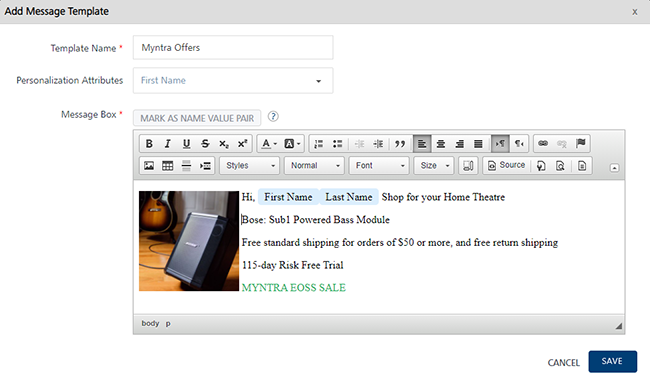 Add Message Template x
Template Name * Myntra Offers
Personalization Attributes First Name
Message Box * MARK AS NAME VALUE PAIR ?
B I U S x₂ x² A A
Styles Normal Font Size Source
Hi, First Name Last Name Shop for your Home Theatre
Bose: Sub1 Powered Bass Module
Free standard shipping for orders of $50 or more, and free return shipping
115-day Risk Free Trial
MYNTRA EOSS SALE
body p
CANCEL SAVE